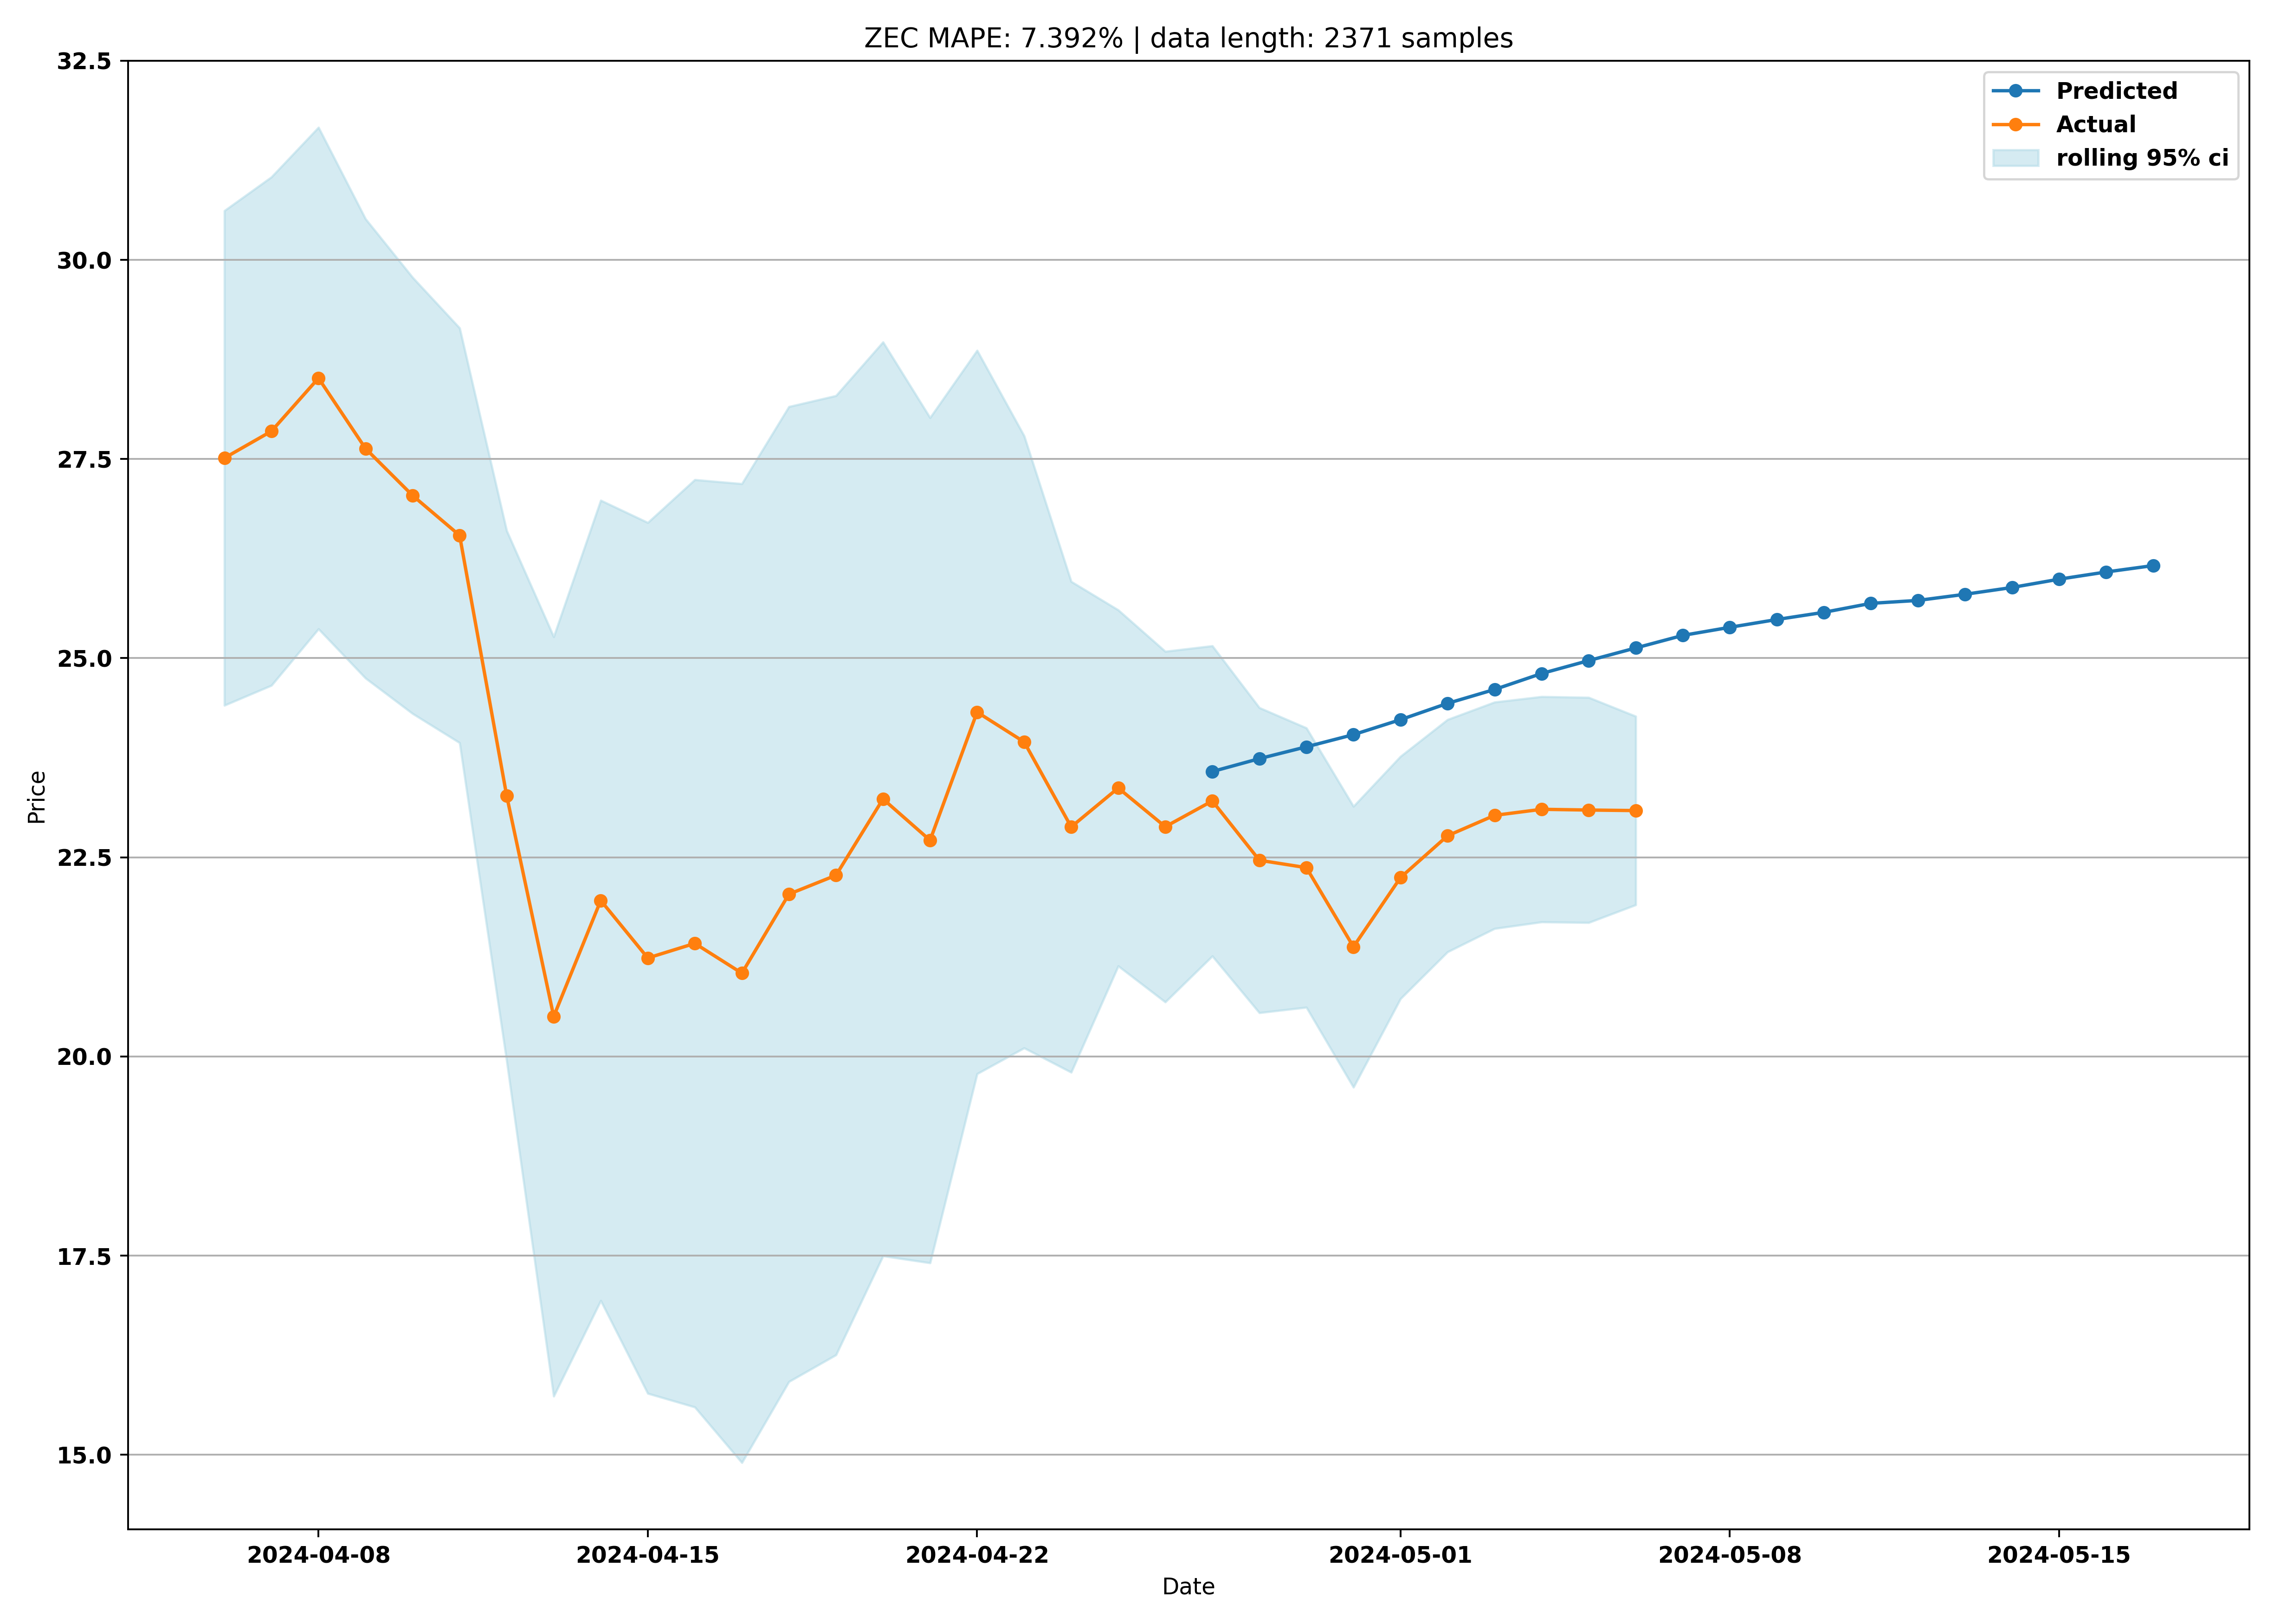 ZEC MAPE: 7.392% | data length: 2371 samples
32.5
30.0
27.5
25.0
22.5
20.0
17.5
15.0
Price
Predicted
Actual
rolling 95% ci
2024-04-08
2024-04-15
2024-04-22
2024-05-01
2024-05-08
2024-05-15
Date